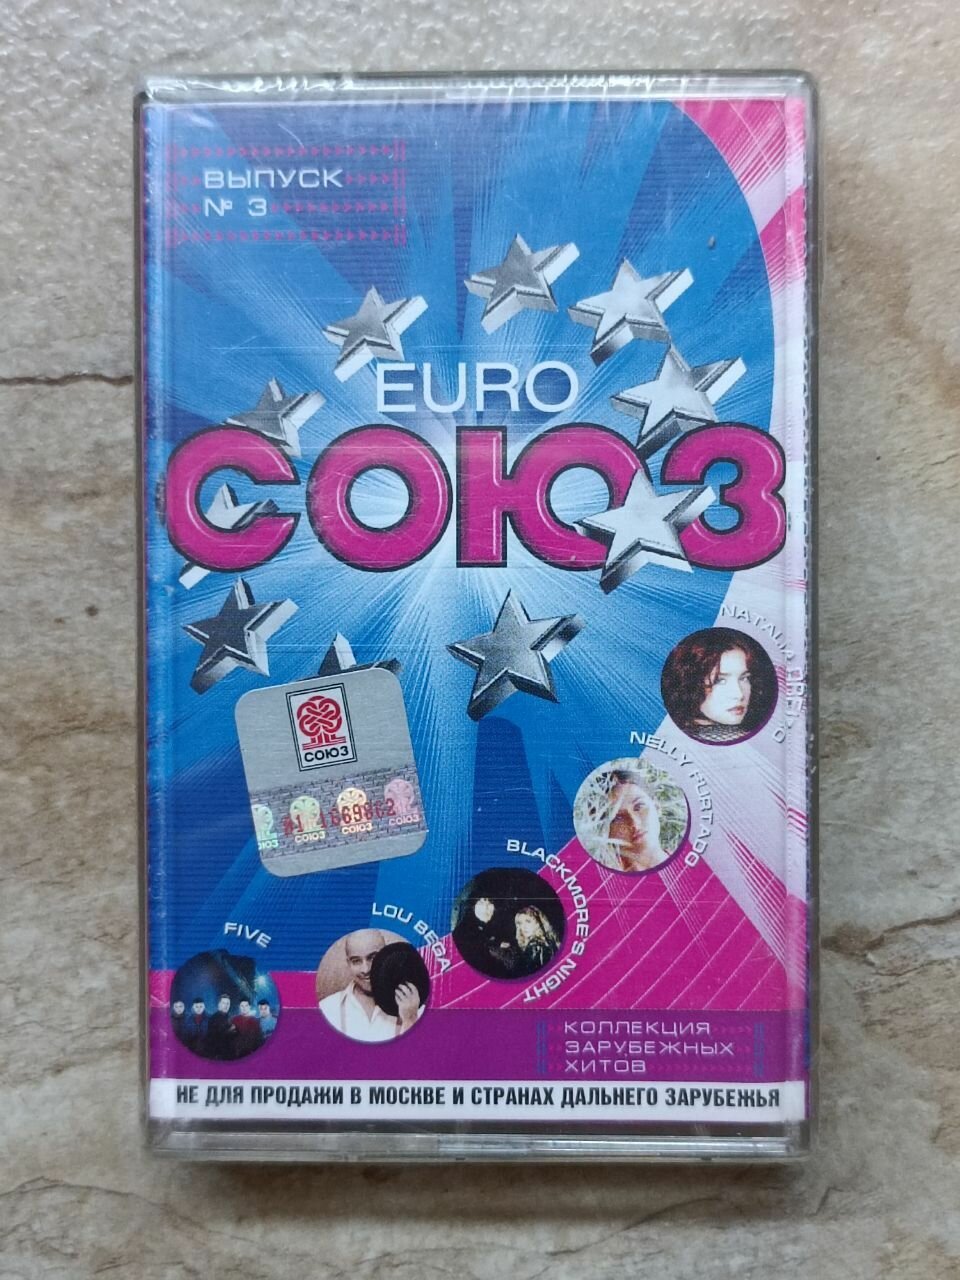 ВЫПУСК
№ 3
EURO
СОЮЗ
NATALIA OREIRO
NELLY FURTADO
BLACKMORE'S NIGHT
LOU BEGA
FIVE
СОЮЗ
СОЮЗ
СОЮЗ
СОЮЗ
КОЛЛЕКЦИЯ
ЗАРУБЕЖНЫХ
ХИТОВ
НЕ ДЛЯ ПРОДАЖИ В МОСКВЕ И СТРАНАХ ДАЛЬНЕГО ЗАРУБЕЖЬЯ